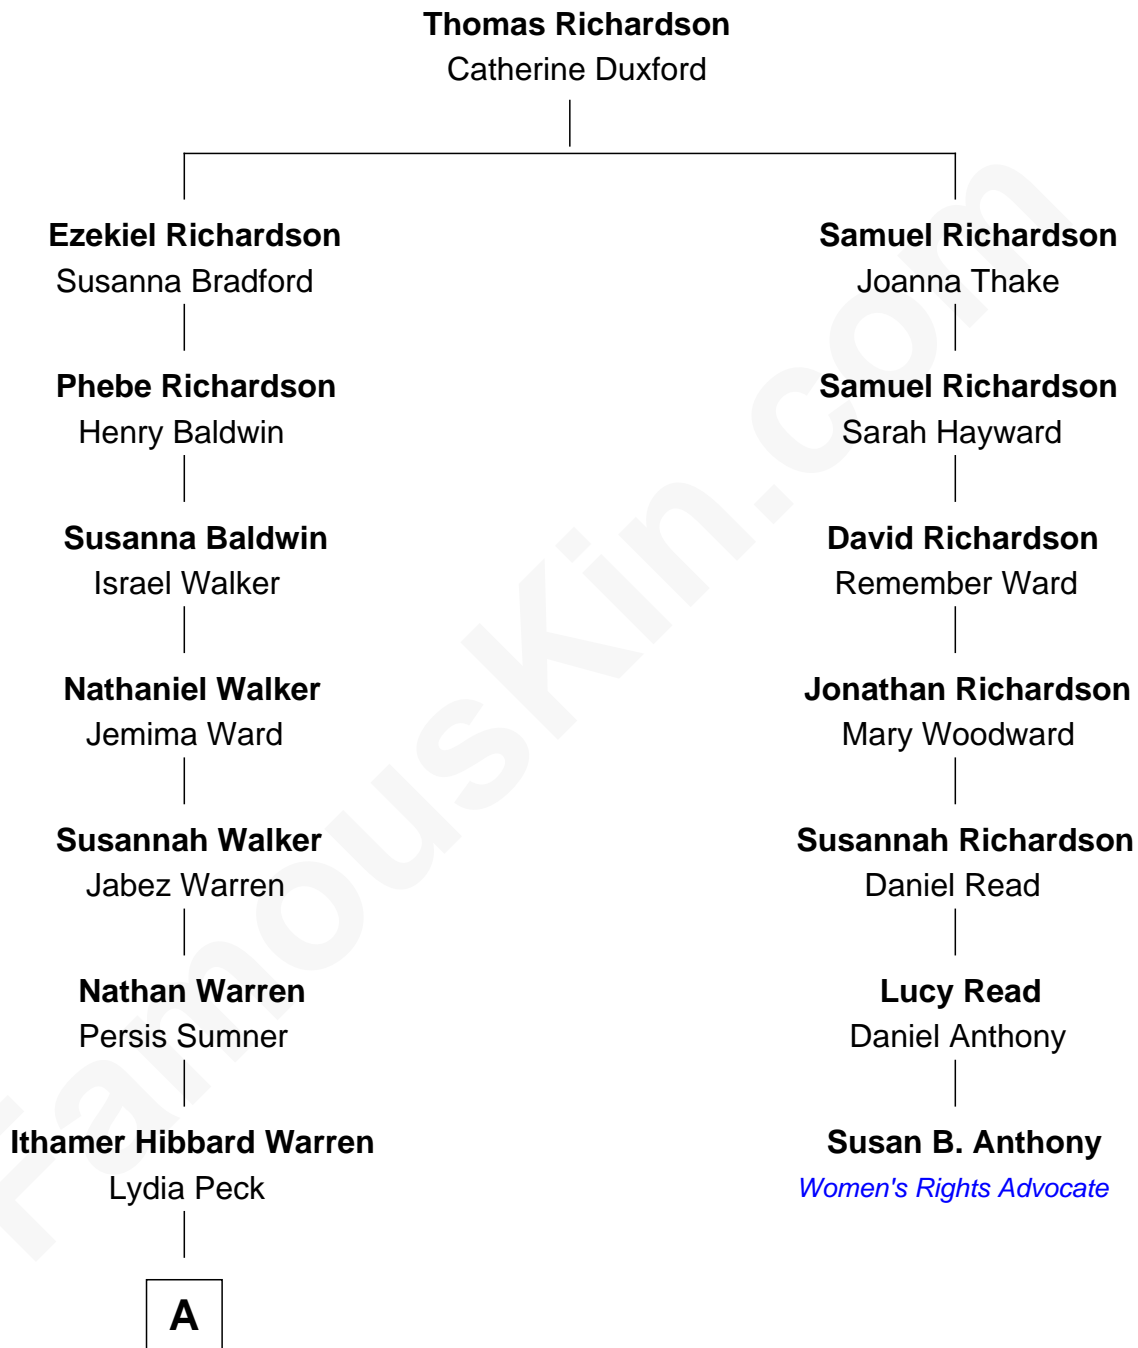 Thomas Richardson
Catherine Duxford
Ezekiel Richardson
Susanna Bradford
Samuel Richardson
Joanna Thake
Phebe Richardson
Henry Baldwin
Samuel Richardson
Sarah Hayward
Susanna Baldwin
Israel Walker
David Richardson
Remember Ward
Nathaniel Walker
Jemima Ward
Jonathan Richardson
Mary Woodward
Susannah Walker
Jabez Warren
Susannah Richardson
Daniel Read
Nathan Warren
Persis Sumner
Lucy Read
Daniel Anthony
Ithamer Hibbard Warren
Lydia Peck
Susan B. Anthony
Women's Rights Advocate
A
FamousKin.com